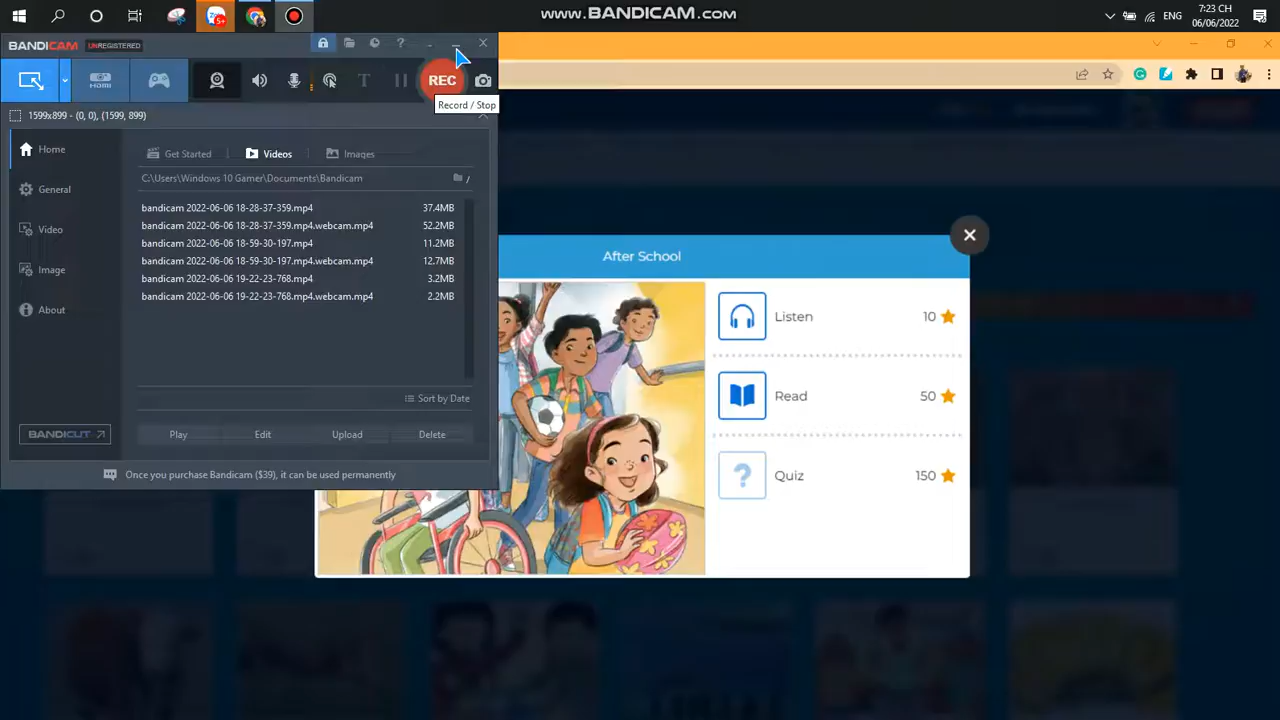 www.BANDICAM.com
5+
ENG
7:23 CH
06/06/2022
BANDICAM UNREGISTERED
HDMI
T
REC
Record / Stop
1599x899 - (0, 0), (1599, 899)
Home
General
Video
Image
About
BANDICUT
Get Started
Videos
Images
C:\Users\Windows 10 Gamer\Documents\Bandicam
/
bandicam 2022-06-06 18-28-37-359.mp4 37.4MB
bandicam 2022-06-06 18-28-37-359.mp4.webcam.mp4 52.2MB
bandicam 2022-06-06 18-59-30-197.mp4 11.2MB
bandicam 2022-06-06 18-59-30-197.mp4.webcam.mp4 12.7MB
bandicam 2022-06-06 19-22-23-768.mp4 3.2MB
bandicam 2022-06-06 19-22-23-768.mp4.webcam.mp4 2.2MB
Sort by Date
Play Edit Upload Delete
Once you purchase Bandicam ($39), it can be used permanently
After School
Listen 10
Read 50
? Quiz 150